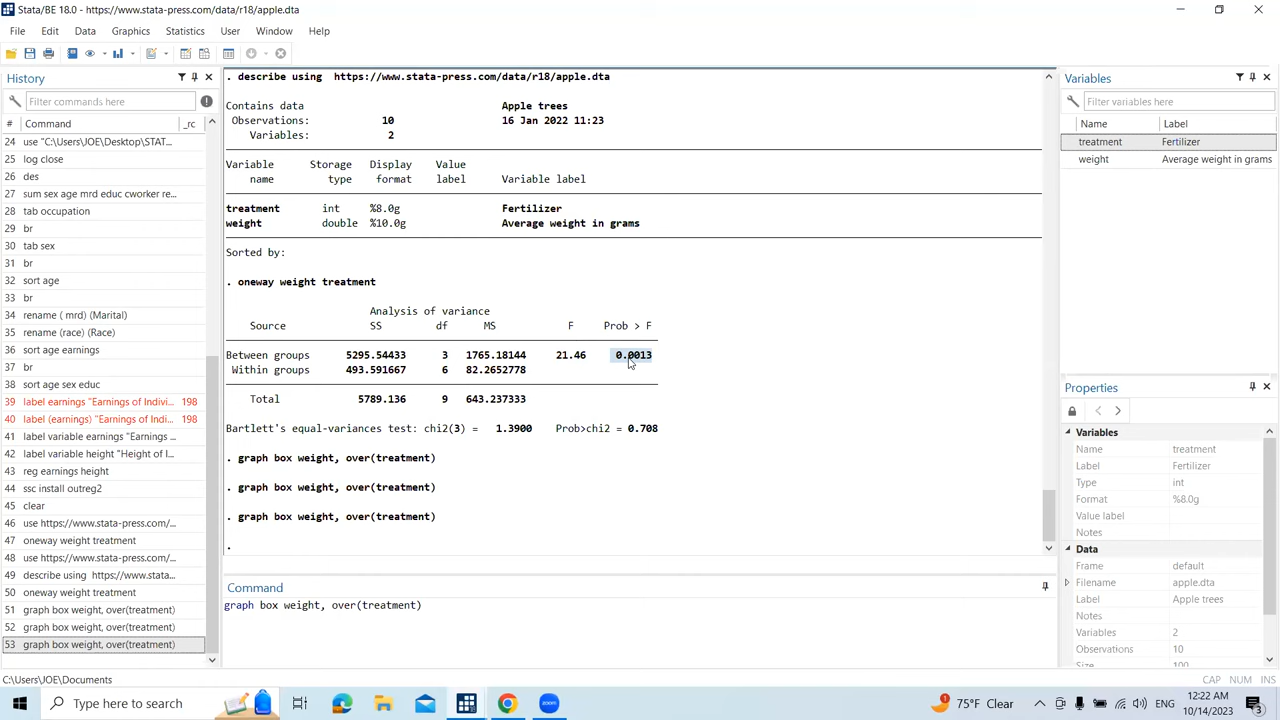 Stata/BE 18.0 - https://www.stata-press.com/data/r18/apple.dta
File Edit Data Graphics Statistics User Window Help
History
Filter commands here
# Command _rc
24 use "C:\Users\JOE\Desktop\STAT...
25 log close
26 des
27 sum sex age mrd educ cworker re...
28 tab occupation
29 br
30 tab sex
31 br
32 sort age
33 br
34 rename ( mrd) (Marital)
35 rename (race) (Race)
36 sort age earnings
37 br
38 sort age sex educ
39 label earnings "Earnings of Indivi... 198
40 label (earnings) "Earnings of Indi... 198
41 label variable earnings "Earnings ...
42 label variable height "Height of I...
43 reg earnings height
44 ssc install outreg2
45 clear
46 use https://www.stata-press.com/...
47 oneway weight treatment
48 use https://www.stata-press.com/...
49 describe using  https://www.stata...
50 oneway weight treatment
51 graph box weight, over(treatment)
52 graph box weight, over(treatment)
53 graph box weight, over(treatment)
. describe using  https://www.stata-press.com/data/r18/apple.dta
Contains data Apple trees
Observations: 10 16 Jan 2022 11:23
Variables: 2
Variable Storage Display Value
name type format label Variable label
treatment int %8.0g Fertilizer
weight double %10.0g Average weight in grams
Sorted by:
. oneway weight treatment
Analysis of variance
Source SS df MS F Prob > F
Between groups 5295.54433 3 1765.18144 21.46 0.0013
Within groups 493.591667 6 82.2652778
Total 5789.136 9 643.237333
Bartlett's equal-variances test: chi2(3) = 1.3900 Prob>chi2 = 0.708
. graph box weight, over(treatment)
. graph box weight, over(treatment)
. graph box weight, over(treatment)
.
Command
graph box weight, over(treatment)
Variables
Filter variables here
Name Label
treatment Fertilizer
weight Average weight in grams
Properties
Variables
Name treatment
Label Fertilizer
Type int
Format %8.0g
Value label
Notes
Data
Frame default
Filename apple.dta
Label Apple trees
Notes
Variables 2
Observations 10
Size 100
C:\Users\JOE\Documents
CAP NUM INS
Type here to search
zoom
1
75°F Clear
12:22 AM
10/14/2023
3